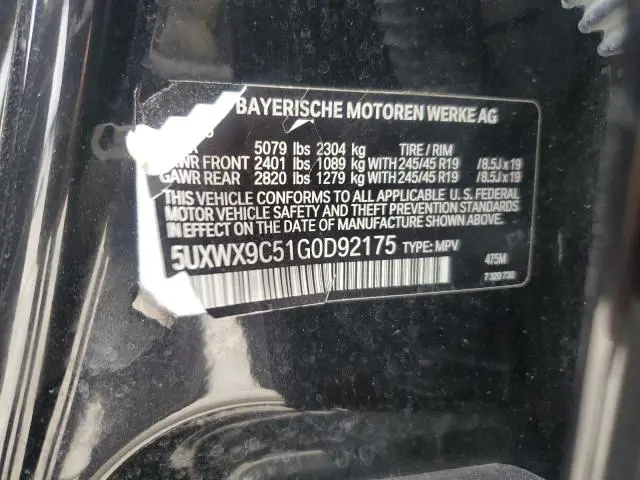 BAYERISCHE MOTOREN WERKE AG
5079 lbs 2304 kg TIRE / RIM
GAWR FRONT 2401 lbs 1089 kg WITH 245/45 R19 / 8.5J x 19
GAWR REAR 2820 lbs 1279 kg WITH 245/45 R19 / 8.5J x 19
THIS VEHICLE CONFORMS TO ALL APPLICABLE U. S. FEDERAL
MOTOR VEHICLE SAFETY AND THEFT PREVENTION STANDARDS
IN EFFECT ON THE DATE OF MANUFACTURE SHOWN ABOVE.
5UXWX9C51G0D92175 TYPE: MPV 475M
7320730